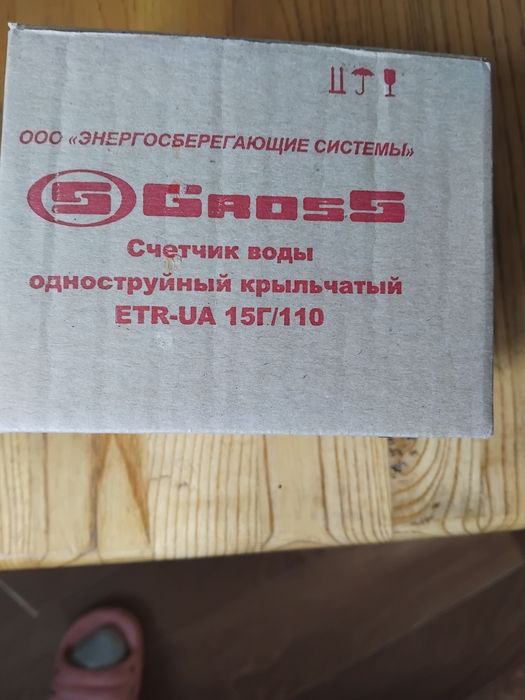 ООО «ЭНЕРГОСБЕРЕГАЮЩИЕ СИСТЕМЫ»
GROSS
Счетчик воды
одноструйный крыльчатый
ETR-UA 15Г/110